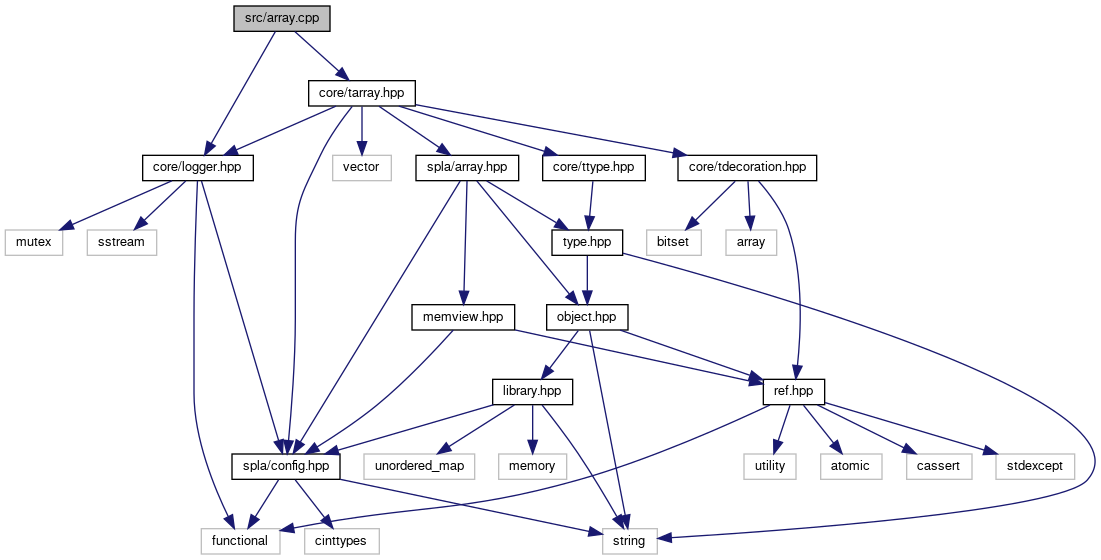 src/array.cpp
core/tarray.hpp
core/logger.hpp
vector
spla/array.hpp
core/ttype.hpp
core/tdecoration.hpp
mutex
sstream
type.hpp
bitset
array
memview.hpp
object.hpp
library.hpp
ref.hpp
spla/config.hpp
unordered_map
memory
utility
atomic
cassert
stdexcept
functional
cinttypes
string